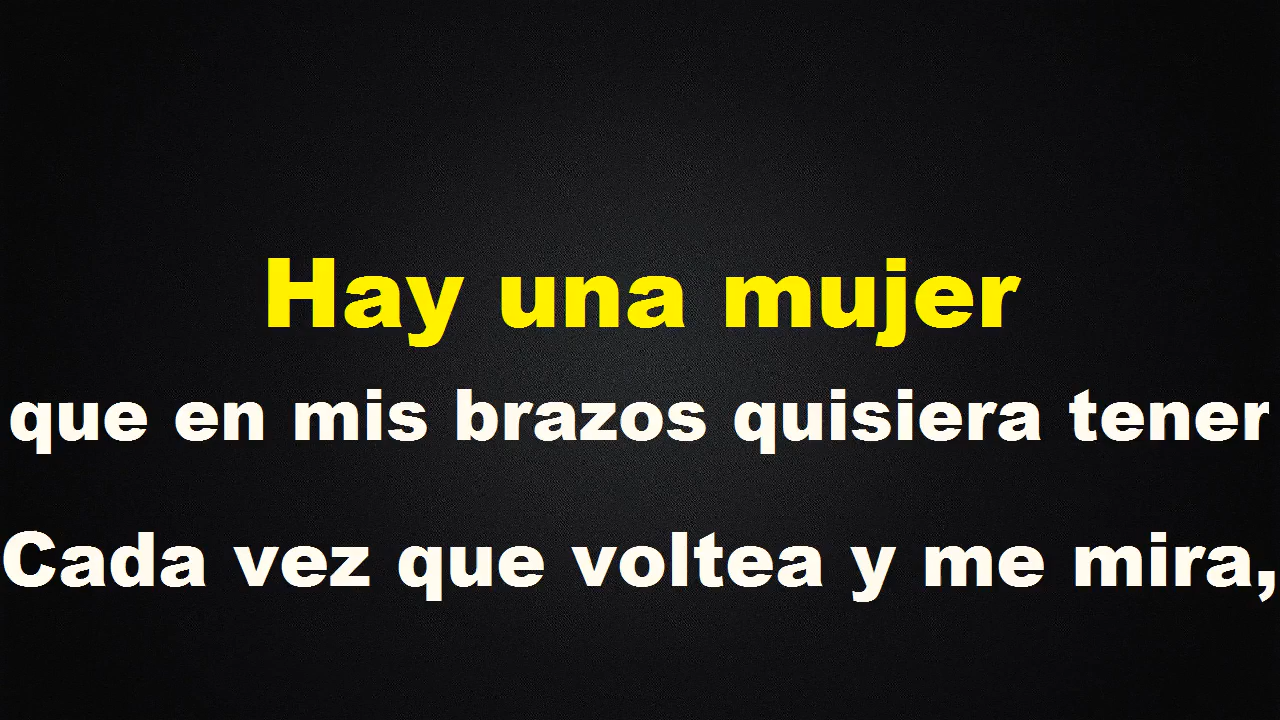 Hay una mujer
que en mis brazos quisiera tener
Cada vez que voltea y me mira,